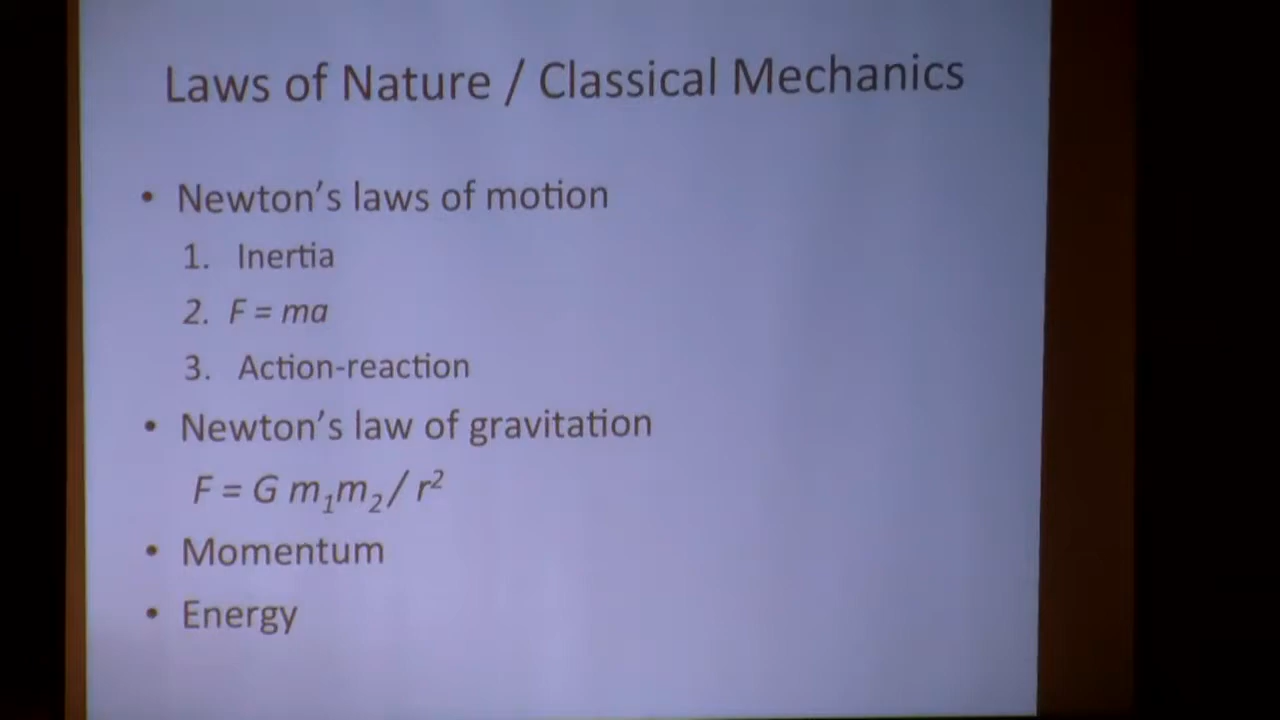 Laws of Nature / Classical Mechanics
• Newton's laws of motion
1. Inertia
2. F = ma
3. Action-reaction
• Newton's law of gravitation
F = G m₁m₂ / r²
• Momentum
• Energy